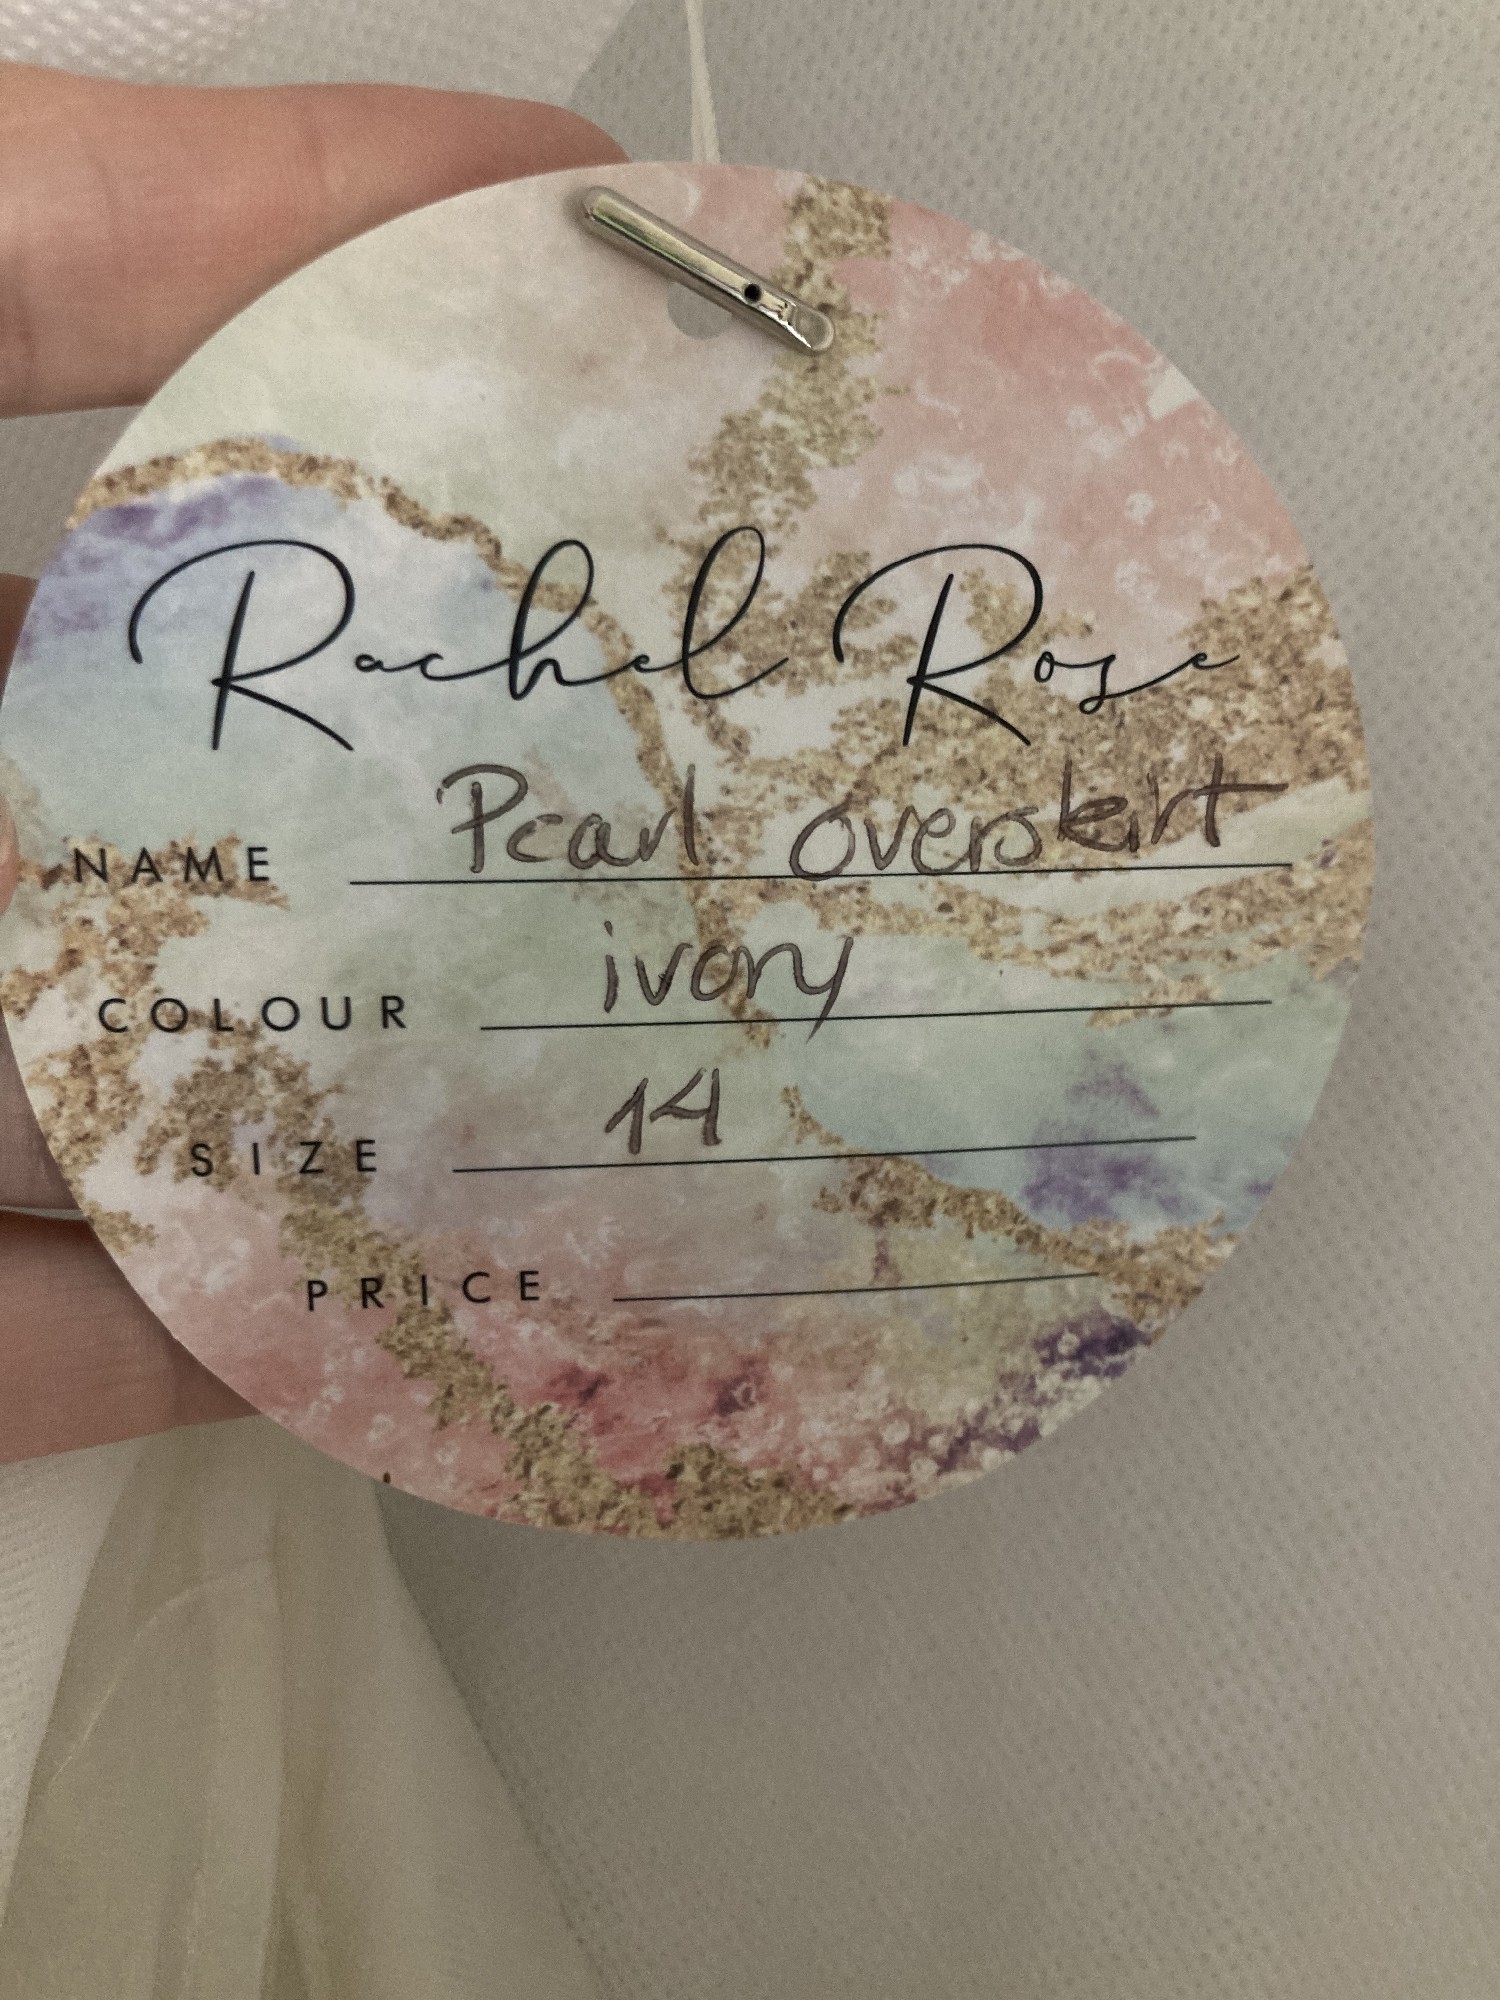 Rachel Rose
NAME Pearl overskirt
COLOUR ivory
SIZE 14
PRICE